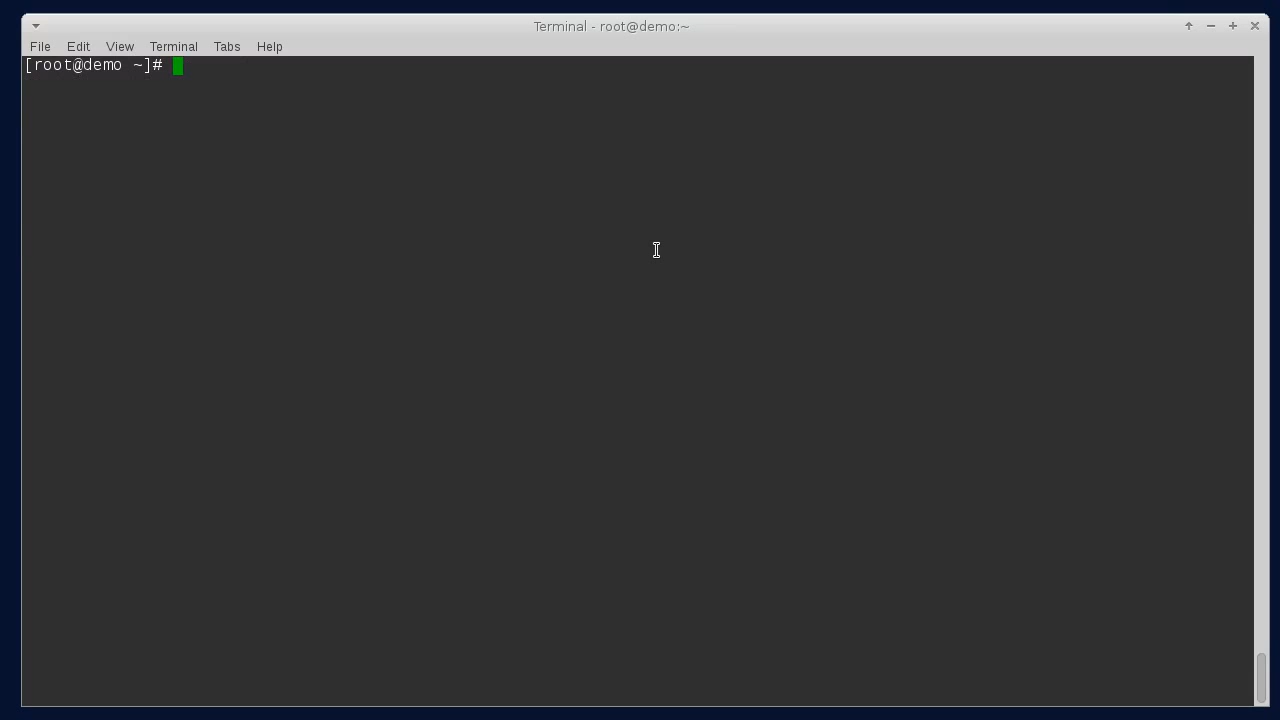 Terminal - root@demo:~
File Edit View Terminal Tabs Help
[root@demo ~]#